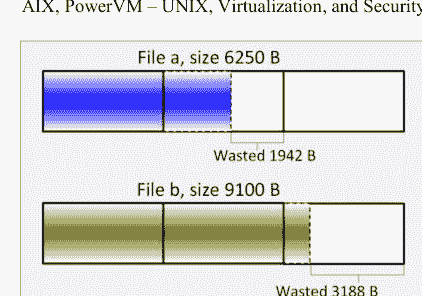 AIX, PowerVM – UNIX, Virtualization, and Security
File a, size 6250 B
Wasted 1942 B
File b, size 9100 B
Wasted 3188 B